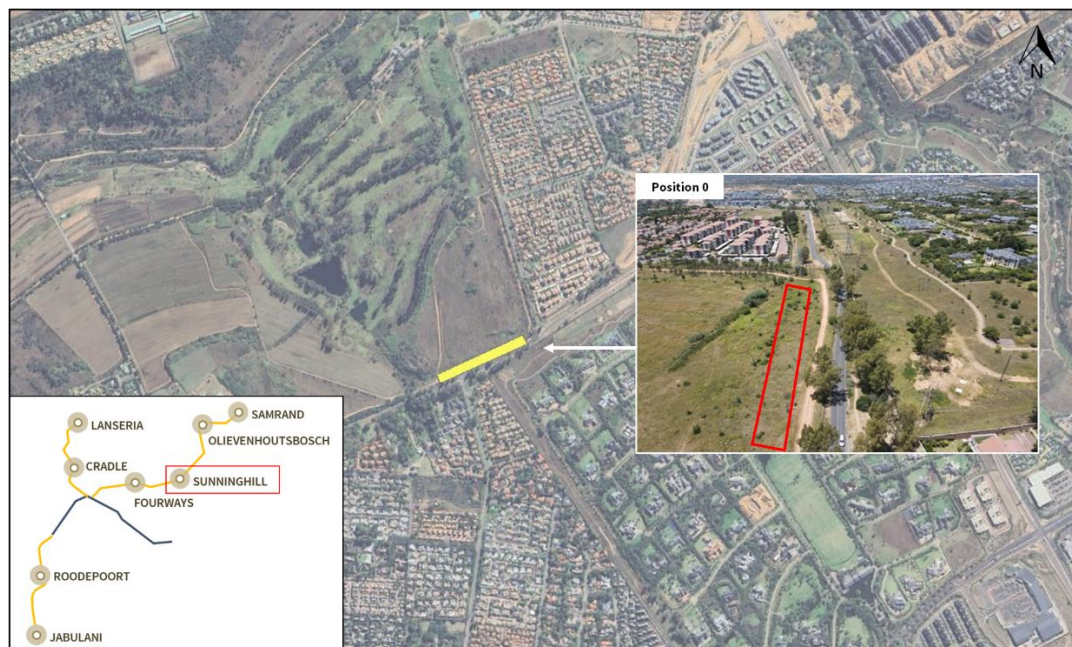 N
Position 0
SAMRAND
LANSERIA
OLIEVENHOUTSBOSCH
CRADLE
SUNNINGHILL
FOURWAYS
ROODEPOORT
JABULANI